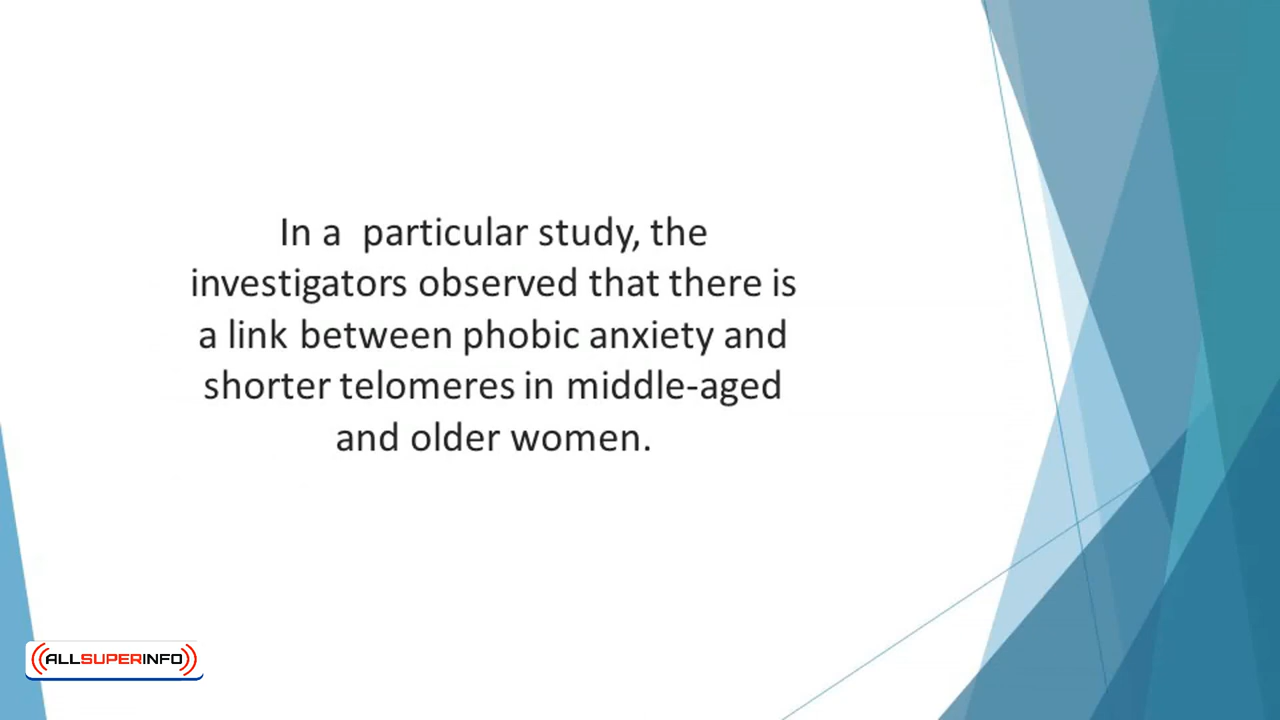 In a  particular study, the
investigators observed that there is
a link between phobic anxiety and
shorter telomeres in middle-aged
and older women.
((ALLSUPERINFO))